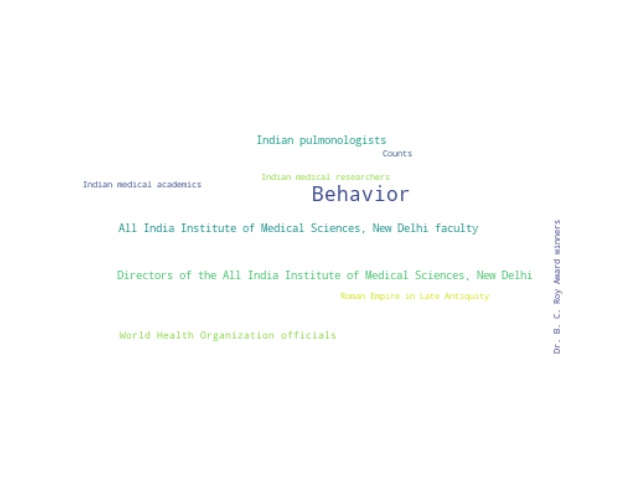 Indian pulmonologists
Counts
Indian medical researchers
Indian medical academics
Behavior
All India Institute of Medical Sciences, New Delhi faculty
Directors of the All India Institute of Medical Sciences, New Delhi
Roman Empire in Late Antiquity
World Health Organization officials
Dr. B. C. Roy Award winners